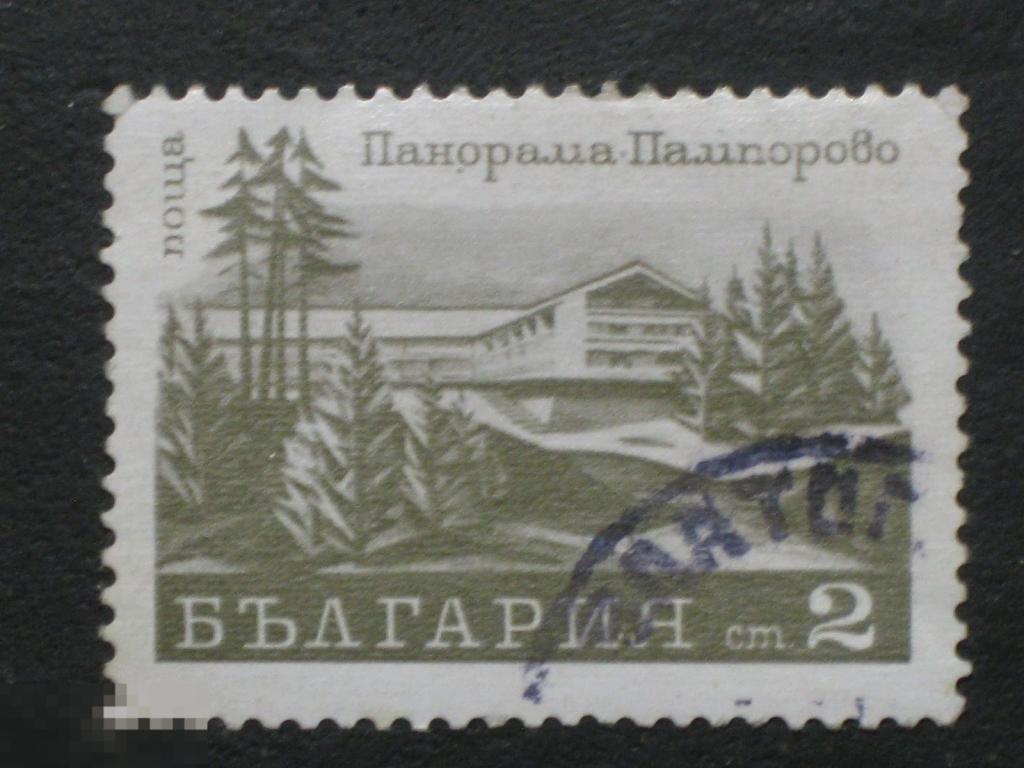 поща
Панорама·Пампорово
БЪЛГАРИЯ ст. 2